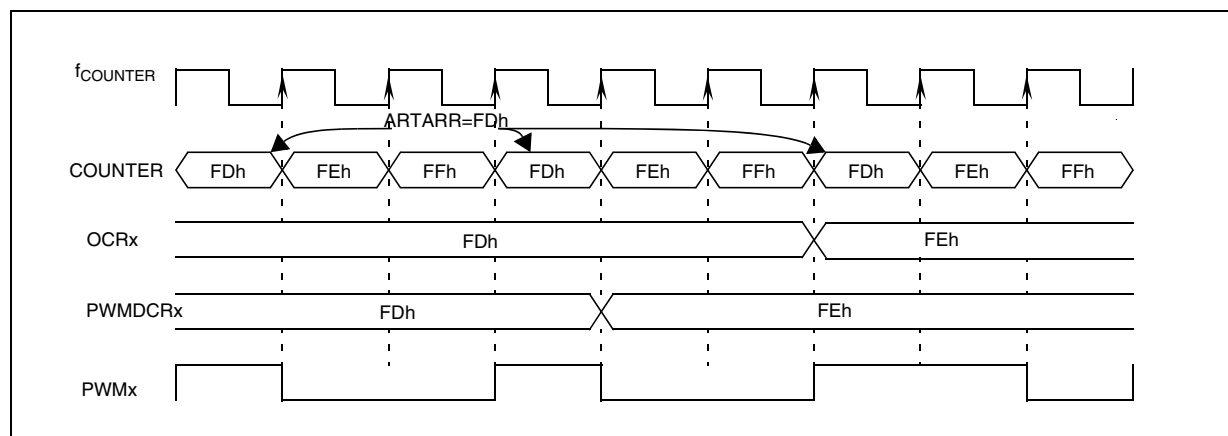 fCOUNTER
ARTARR=FDh
COUNTER FDh FEh FFh FDh FEh FFh FDh FEh FFh
OCRx FDh FEh
PWMDCRx FDh FEh
PWMx